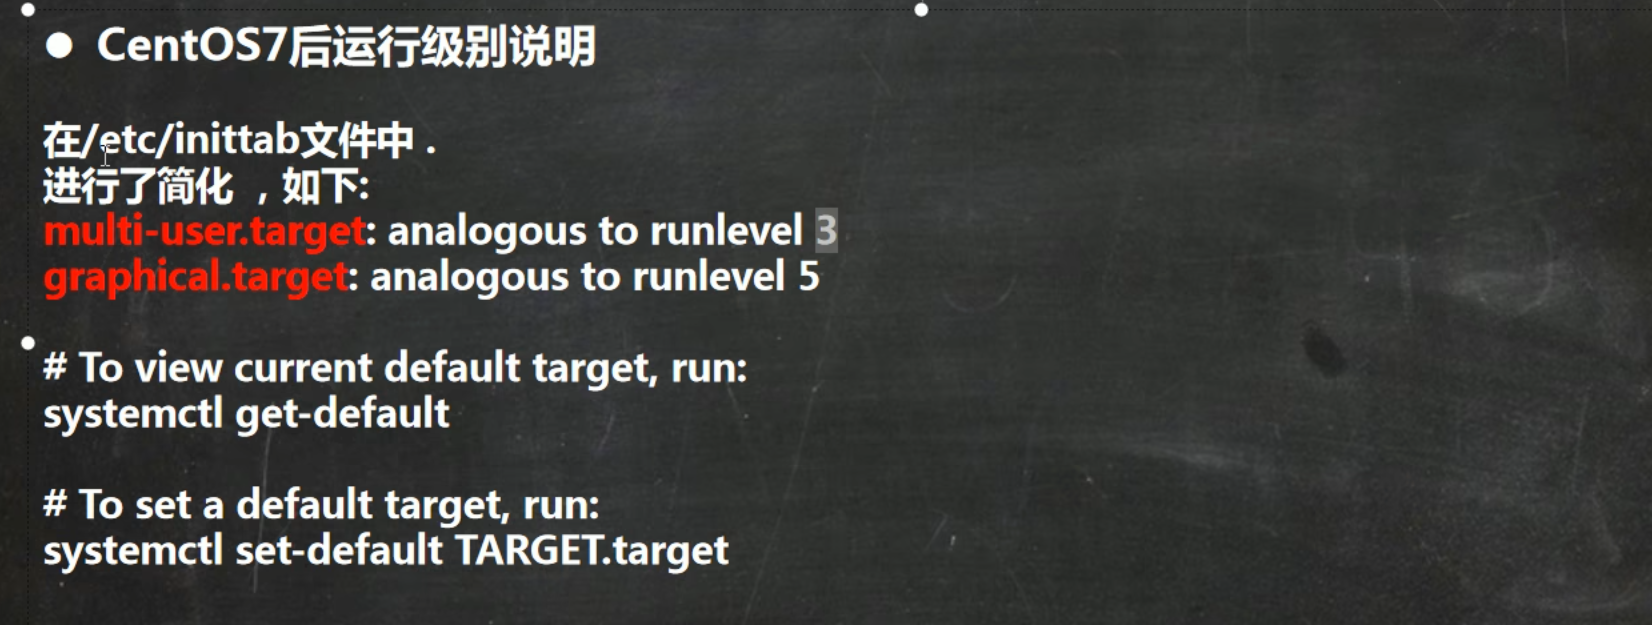 ● CentOS7后运行级别说明
在/etc/inittab文件中 .
进行了简化 ，如下:
multi-user.target: analogous to runlevel 3
graphical.target: analogous to runlevel 5
# To view current default target, run:
systemctl get-default
# To set a default target, run:
systemctl set-default TARGET.target